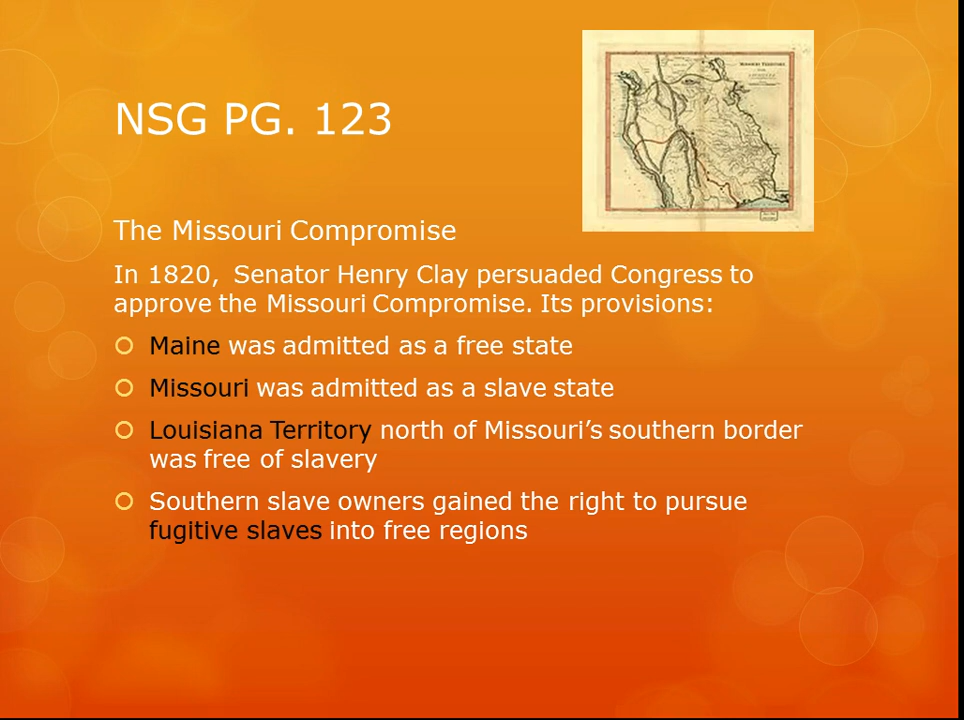 MISSOURI TERRITORY
NSG PG. 123
The Missouri Compromise
In 1820, Senator Henry Clay persuaded Congress to
approve the Missouri Compromise. Its provisions:
Maine was admitted as a free state
Missouri was admitted as a slave state
Louisiana Territory north of Missouri’s southern border
was free of slavery
Southern slave owners gained the right to pursue
fugitive slaves into free regions